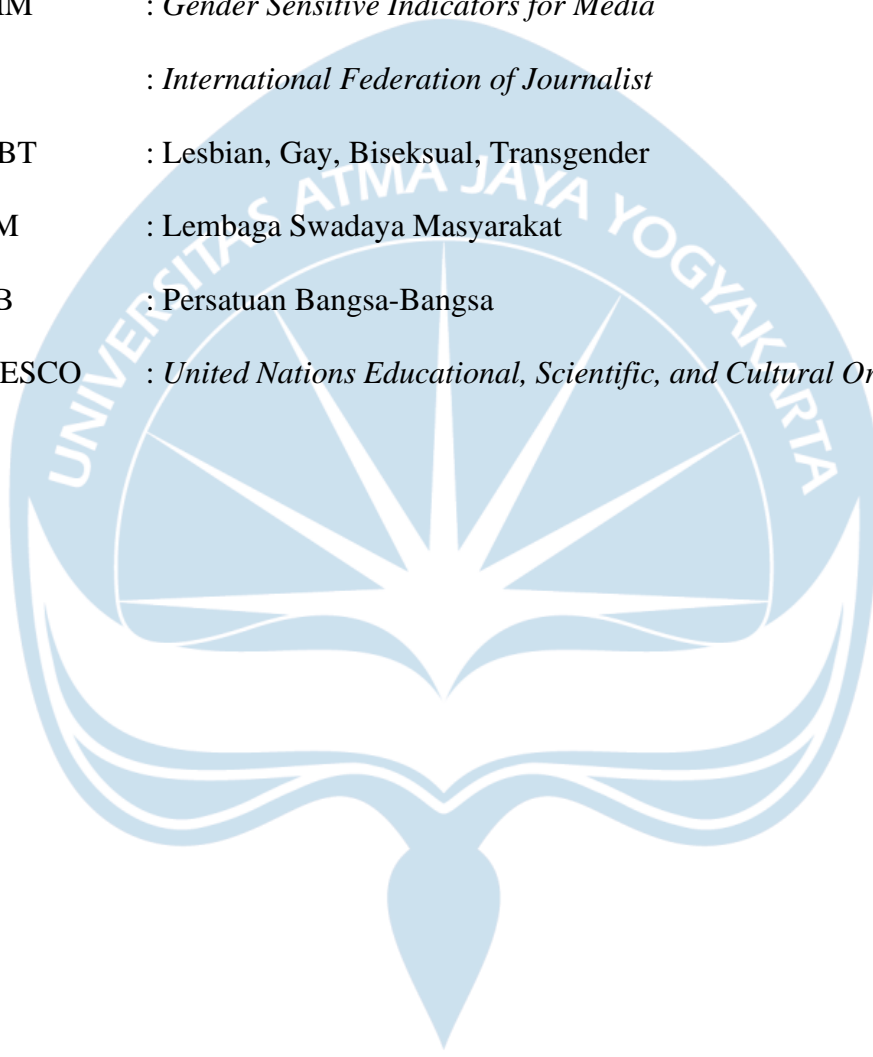 IM : Gender Sensitive Indicators for Media
: International Federation of Journalist
BT : Lesbian, Gay, Biseksual, Transgender
M : Lembaga Swadaya Masyarakat
B : Persatuan Bangsa-Bangsa
ESCO : United Nations Educational, Scientific, and Cultural Or
UNIVERSITAS ATMA JAYA YOGYAKARTA